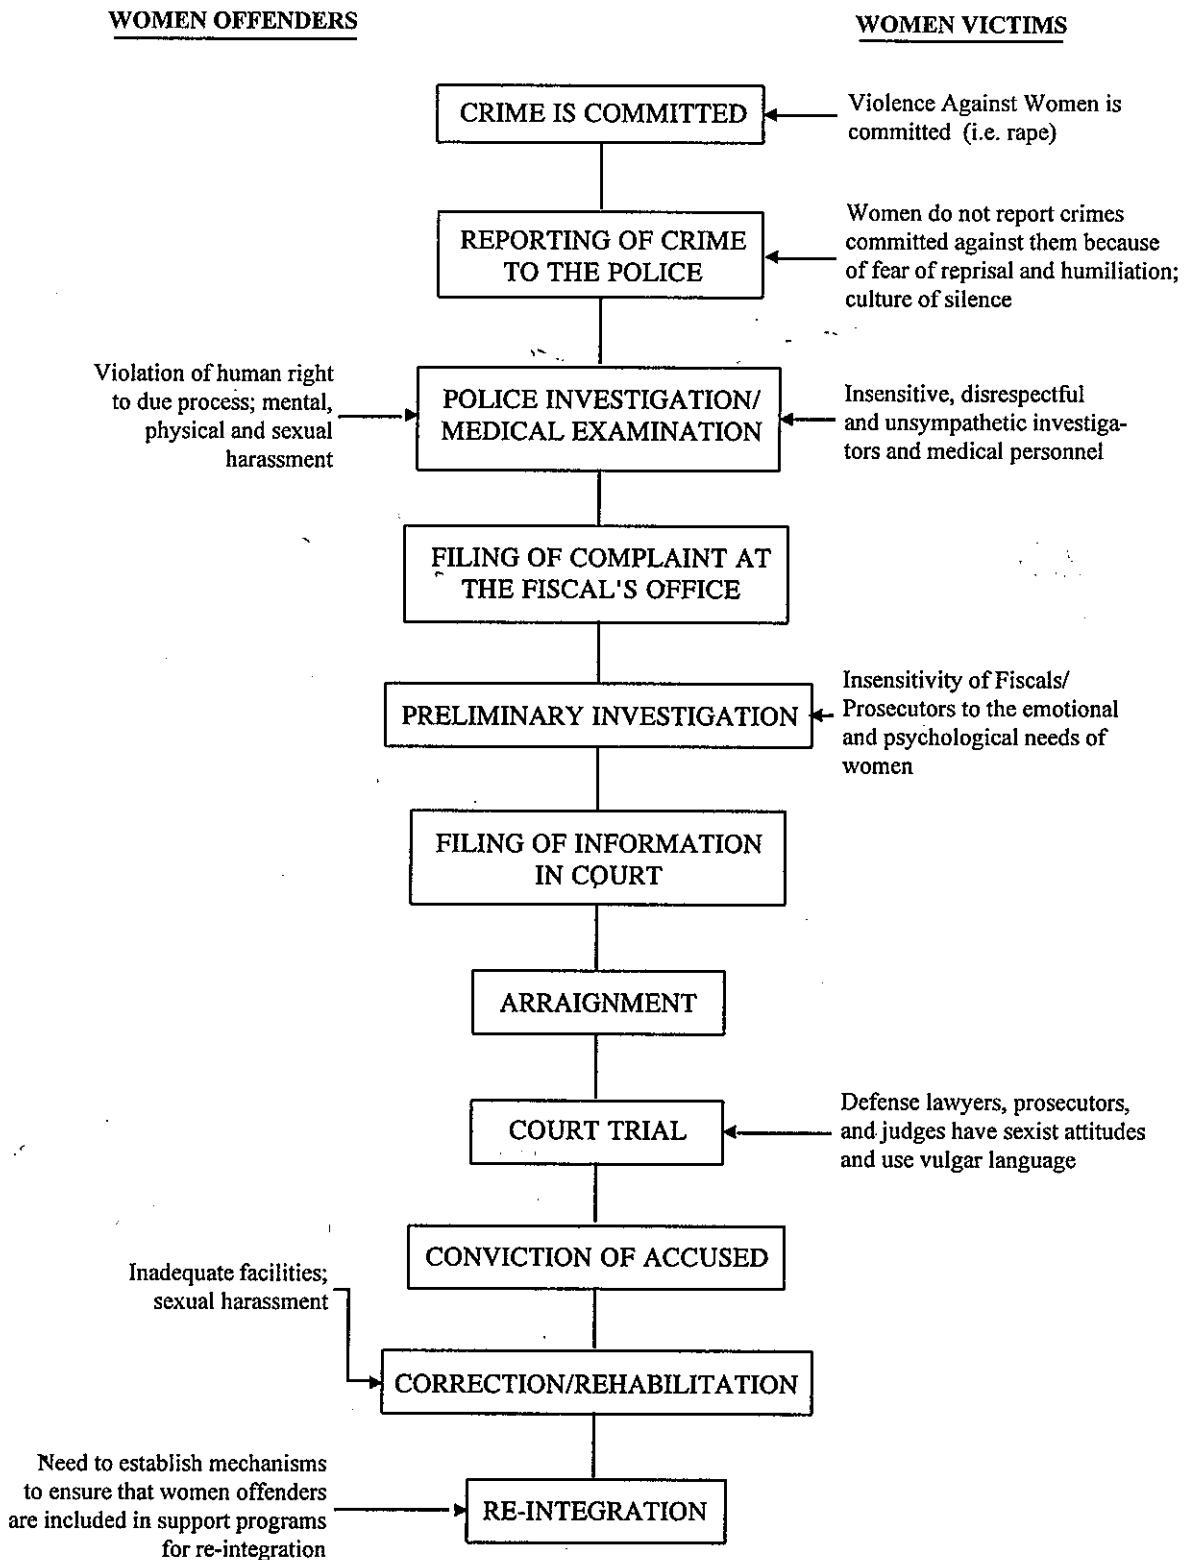 WOMEN OFFENDERS
WOMEN VICTIMS
CRIME IS COMMITTED
Violence Against Women is
committed (i.e. rape)
REPORTING OF CRIME
TO THE POLICE
Women do not report crimes
committed against them because
of fear of reprisal and humiliation;
culture of silence
Violation of human right
to due process; mental,
physical and sexual
harassment
POLICE INVESTIGATION/
MEDICAL EXAMINATION
Insensitive, disrespectful
and unsympathetic investiga-
tors and medical personnel
FILING OF COMPLAINT AT
THE FISCAL'S OFFICE
PRELIMINARY INVESTIGATION
Insensitivity of Fiscals/
Prosecutors to the emotional
and psychological needs of
women
FILING OF INFORMATION
IN COURT
ARRAIGNMENT
COURT TRIAL
Defense lawyers, prosecutors,
and judges have sexist attitudes
and use vulgar language
CONVICTION OF ACCUSED
Inadequate facilities;
sexual harassment
CORRECTION/REHABILITATION
Need to establish mechanisms
to ensure that women offenders
are included in support programs
for re-integration
RE-INTEGRATION